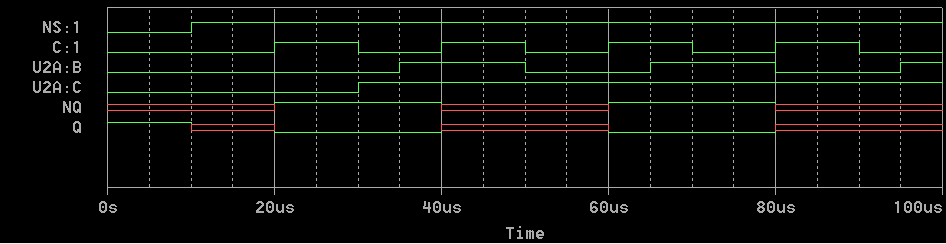 NS:1
C:1
U2A:B
U2A:C
NQ
Q
0s 20us 40us 60us 80us 100us
Time